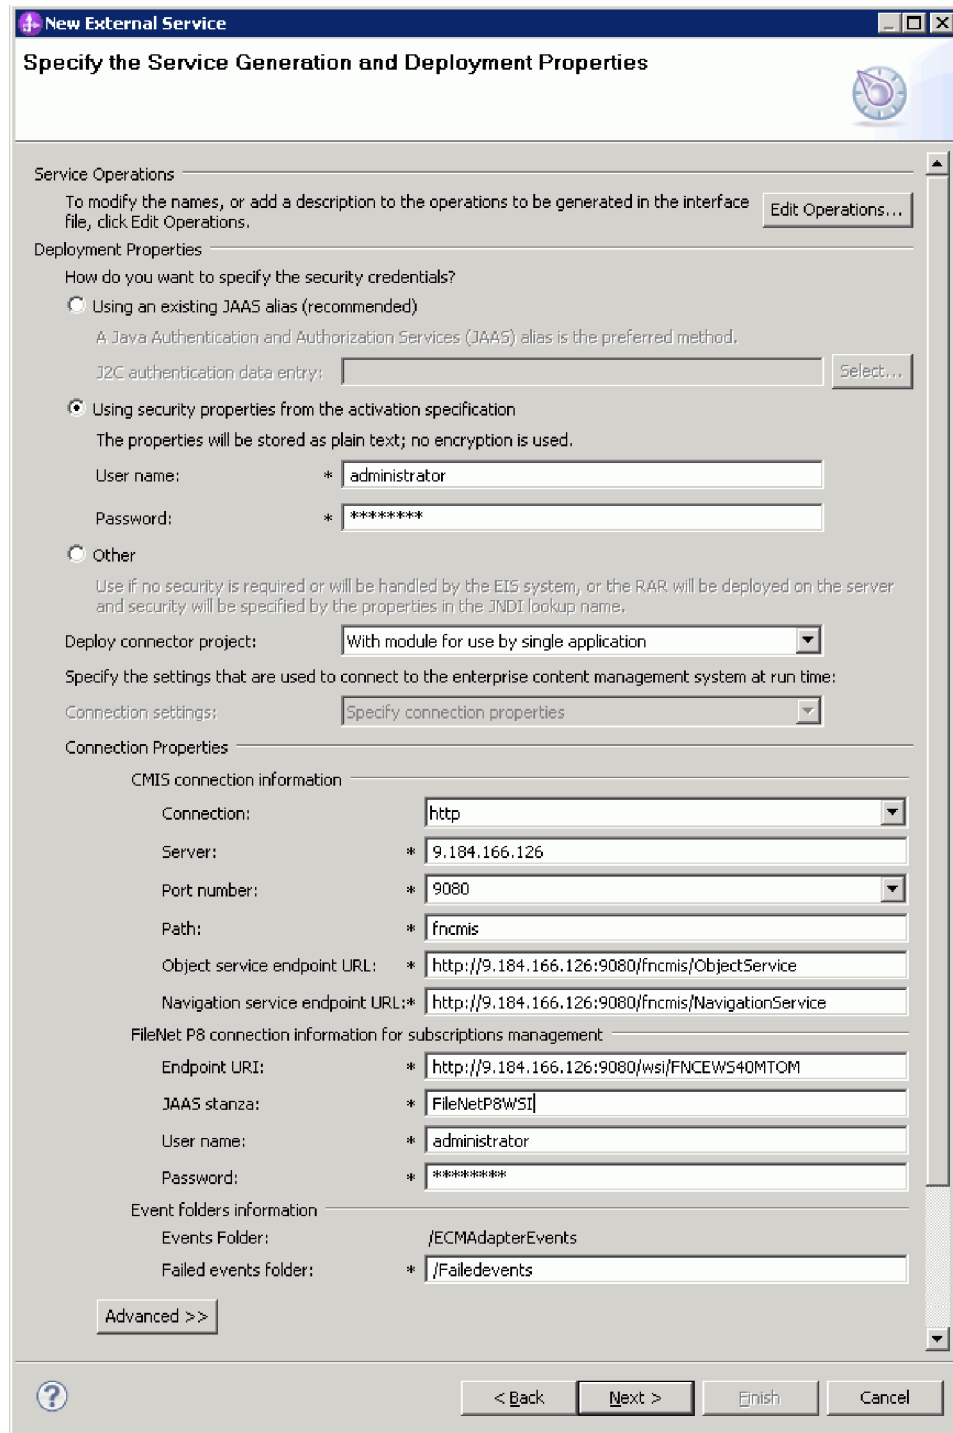 New External Service
Specify the Service Generation and Deployment Properties
Service Operations
To modify the names, or add a description to the operations to be generated in the interface
file, click Edit Operations.
Edit Operations...
Deployment Properties
How do you want to specify the security credentials?
Using an existing JAAS alias (recommended)
A Java Authentication and Authorization Services (JAAS) alias is the preferred method.
J2C authentication data entry:
Select...
Using security properties from the activation specification
The properties will be stored as plain text; no encryption is used.
User name: * administrator
Password: * ********
Other
Use if no security is required or will be handled by the EIS system, or the RAR will be deployed on the server
and security will be specified by the properties in the JNDI lookup name.
Deploy connector project: With module for use by single application
Specify the settings that are used to connect to the enterprise content management system at run time:
Connection settings: Specify connection properties
Connection Properties
CMIS connection information
Connection: http
Server: * 9.184.166.126
Port number: * 9080
Path: * fncmis
Object service endpoint URL: * http://9.184.166.126:9080/fncmis/ObjectService
Navigation service endpoint URL:* http://9.184.166.126:9080/fncmis/NavigationService
FileNet P8 connection information for subscriptions management
Endpoint URI: * http://9.184.166.126:9080/wsi/FNCEWS40MTOM
JAAS stanza: * FileNetP8WSI
User name: * administrator
Password: * ********
Event folders information
Events Folder: /ECMAdapterEvents
Failed events folder: * /Failedevents
Advanced >>
? < Back Next > Finish Cancel